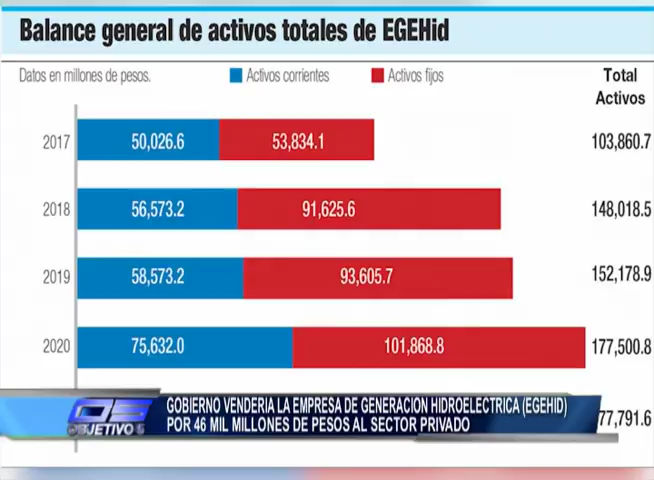 Balance general de activos totales de EGEHid
Datos en millones de pesos. Activos corrientes Activos fijos Total
Activos
2017 50,026.6 53,834.1 103,860.7
2018 56,573.2 91,625.6 148,018.5
2019 58,573.2 93,605.7 152,178.9
2020 75,632.0 101,868.8 177,500.8
77,791.6
OBJETIVO 5
GOBIERNO VENDERIA LA EMPRESA DE GENERACION HIDROELECTRICA (EGEHID)
POR 46 MIL MILLONES DE PESOS AL SECTOR PRIVADO